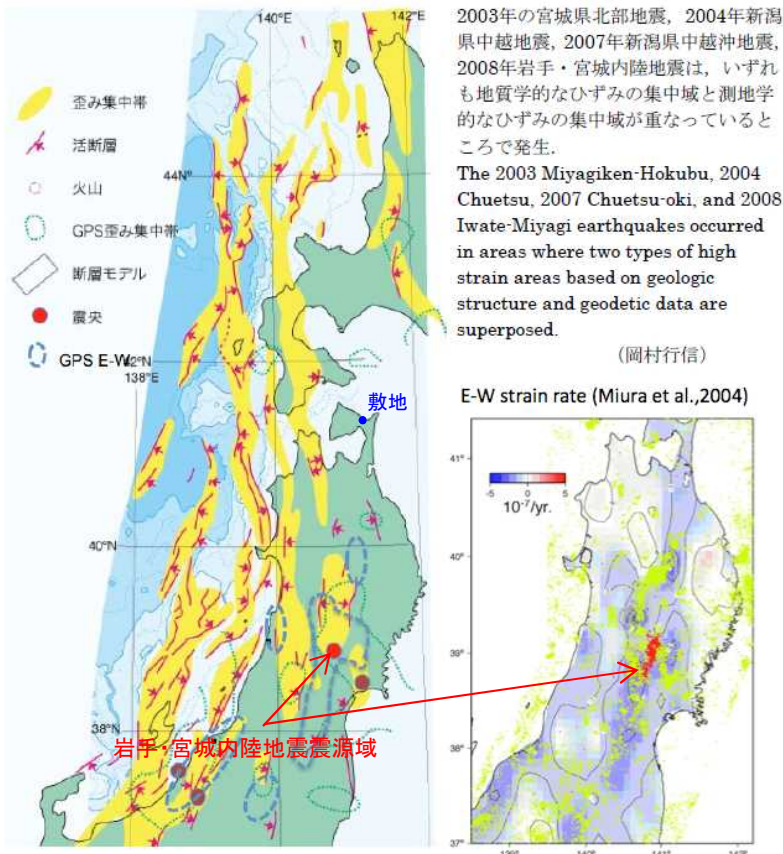 140°E
142°E
歪み集中帯
活断層
44N°
火山
GPS歪み集中帯
断層モデル
震央
GPS E-W
42°N
138°E
敷地
40°N
38°N
岩手・宮城内陸地震震源域
2003年の宮城県北部地震，2004年新潟
県中越地震，2007年新潟県中越沖地震，
2008年岩手・宮城内陸地震は，いずれ
も地質学的なひずみの集中域と測地学
的なひずみの集中域が重なっていると
ころで発生．
The 2003 Miyagiken-Hokubu, 2004
Chuetsu, 2007 Chuetsu-oki, and 2008
Iwate-Miyagi earthquakes occurred
in areas where two types of high
strain areas based on geologic
structure and geodetic data are
superposed.
（岡村行信）
E-W strain rate (Miura et al.,2004)
41°
-5 0 5
10⁻⁷/yr.
40°
39°
38°
37°